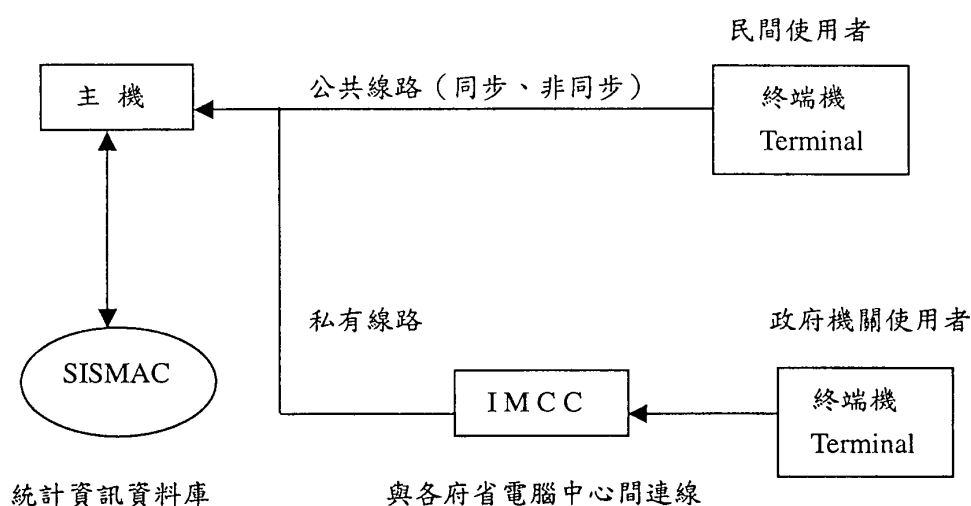 民間使用者
主 機
公共線路（同步、非同步）
終端機
Terminal
私有線路
政府機關使用者
SISMAC
IMCC
終端機
Terminal
統計資訊資料庫
與各府省電腦中心間連線